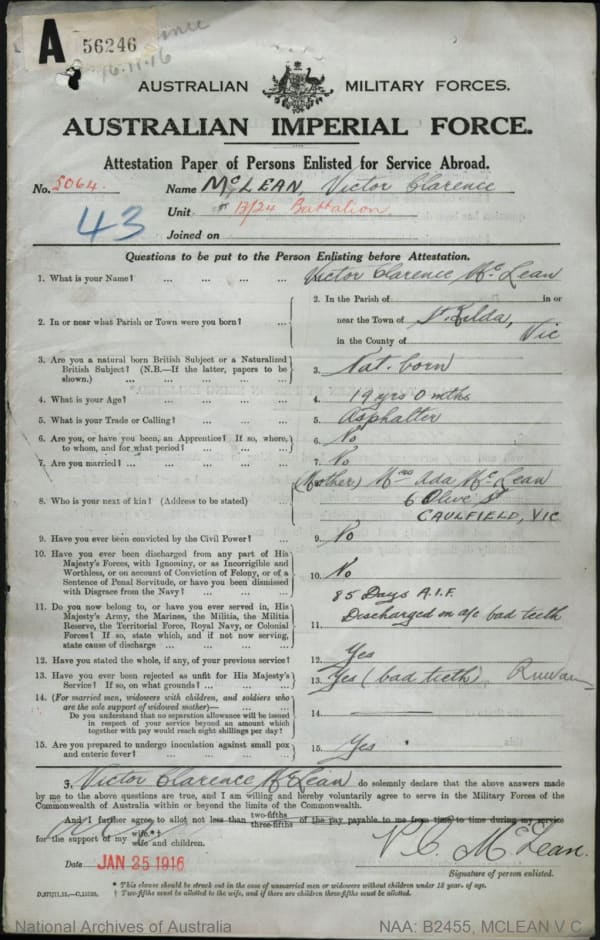 A 56246
16.11.16
AUSTRALIAN MILITARY FORCES.
AUSTRALIAN IMPERIAL FORCE.
Attestation Paper of Persons Enlisted for Service Abroad.
No. 5064. Name McLEAN, Victor Clarence
43
Unit 13/24 Battalion
Joined on
Questions to be put to the Person Enlisting before Attestation.
1. What is your Name? ... ... ... ... Victor Clarence McLean
2. In or near what Parish or Town were you born? ... 2. In the Parish of in or
near the Town of St. Kilda,
in the County of Vic
3. Are you a natural born British Subject or a Naturalized
British Subject? (N.B.—If the latter, papers to be
shown.) ... ... ... ... ... 3. Nat. born
4. What is your Age? ... ... ... ... 4. 19 yrs 0 mths
5. What is your Trade or Calling? ... ... ... 5. Asphalter
6. Are you, or have you been, an Apprentice? If so, where,
to whom, and for what period? ... ... ... 6. No
7. Are you married? ... ... ... ... ... 7. No
8. Who is your next of kin? (Address to be stated) ... (Mother) Mrs Ada McLean
6 Olive St
CAULFIELD, VIC
9. Have you ever been convicted by the Civil Power? ... 9. No
10. Have you ever been discharged from any part of His
Majesty's Forces, with Ignominy, or as Incorrigible and
Worthless, or on account of Conviction of Felony, or of a
Sentence of Penal Servitude, or have you been dismissed
with Disgrace from the Navy? ... ... ... 10. No
11. Do you now belong to, or have you ever served in, His
Majesty's Army, the Marines, the Militia, the Militia
Reserve, the Territorial Force, Royal Navy, or Colonial
Forces? If so, state which, and if not now serving,
state cause of discharge ... ... ... 11. 85 Days A.I.F.
Discharged on a/c bad teeth
12. Have you stated the whole, if any, of your previous service? 12. Yes
13. Have you ever been rejected as unfit for His Majesty's
Service? If so, on what grounds? ... ... ... 13. Yes (bad teeth)
14. (For married men, widowers with children, and soldiers who
are the sole support of widowed mother)— ... ...
Do you understand that no separation allowance will be issued
in respect of your service beyond an amount which
together with pay would reach eight shillings per day? 14.
15. Are you prepared to undergo inoculation against small pox
and enteric fever? ... ... ... ... 15. Yes
I, Victor Clarence McLean do solemnly declare that the above answers made
by me to the above questions are true, and I am willing and hereby voluntarily agree to serve in the Military Forces of the
Commonwealth of Australia within or beyond the limits of the Commonwealth.
And I further agree to allot not less than two-fifths three-fifths of the pay payable to me from time to time during my service
for the support of my wife.*† wife and children.
Date JAN 25 1916
V. C. McLean.
Signature of person enlisted.
* This clause should be struck out in the case of unmarried men or widowers without children under 18 years of age.
† Two-fifths must be allotted to the wife, and if there are children three-fifths must be allotted.
National Archives of Australia
NAA: B2455, MCLEAN V C